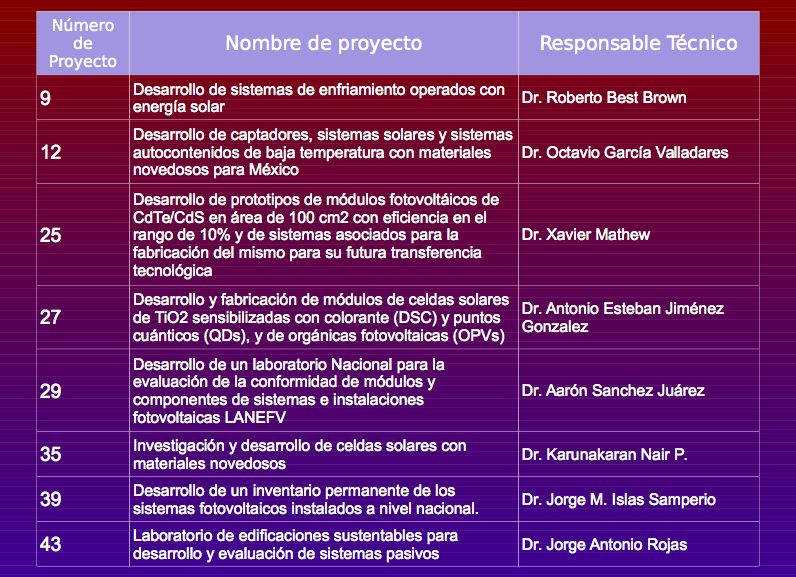 Número
de
Proyecto
Nombre de proyecto
Responsable Técnico
9
Desarrollo de sistemas de enfriamiento operados con
energía solar
Dr. Roberto Best Brown
12
Desarrollo de captadores, sistemas solares y sistemas
autocontenidos de baja temperatura con materiales
novedosos para México
Dr. Octavio García Valladares
25
Desarrollo de prototipos de módulos fotovoltáicos de
CdTe/CdS en área de 100 cm2 con eficiencia en el
rango de 10% y de sistemas asociados para la
fabricación del mismo para su futura transferencia
tecnológica
Dr. Xavier Mathew
27
Desarrollo y fabricación de módulos de celdas solares
de TiO2 sensibilizadas con colorante (DSC) y puntos
cuánticos (QDs), y de orgánicas fotovoltaicas (OPVs)
Dr. Antonio Esteban Jiménez
Gonzalez
29
Desarrollo de un laboratorio Nacional para la
evaluación de la conformidad de módulos y
componentes de sistemas e instalaciones
fotovoltaicas LANEFV
Dr. Aarón Sanchez Juárez
35
Investigación y desarrollo de celdas solares con
materiales novedosos
Dr. Karunakaran Nair P.
39
Desarrollo de un inventario permanente de los
sistemas fotovoltaicos instalados a nivel nacional.
Dr. Jorge M. Islas Samperio
43
Laboratorio de edificaciones sustentables para
desarrollo y evaluación de sistemas pasivos
Dr. Jorge Antonio Rojas